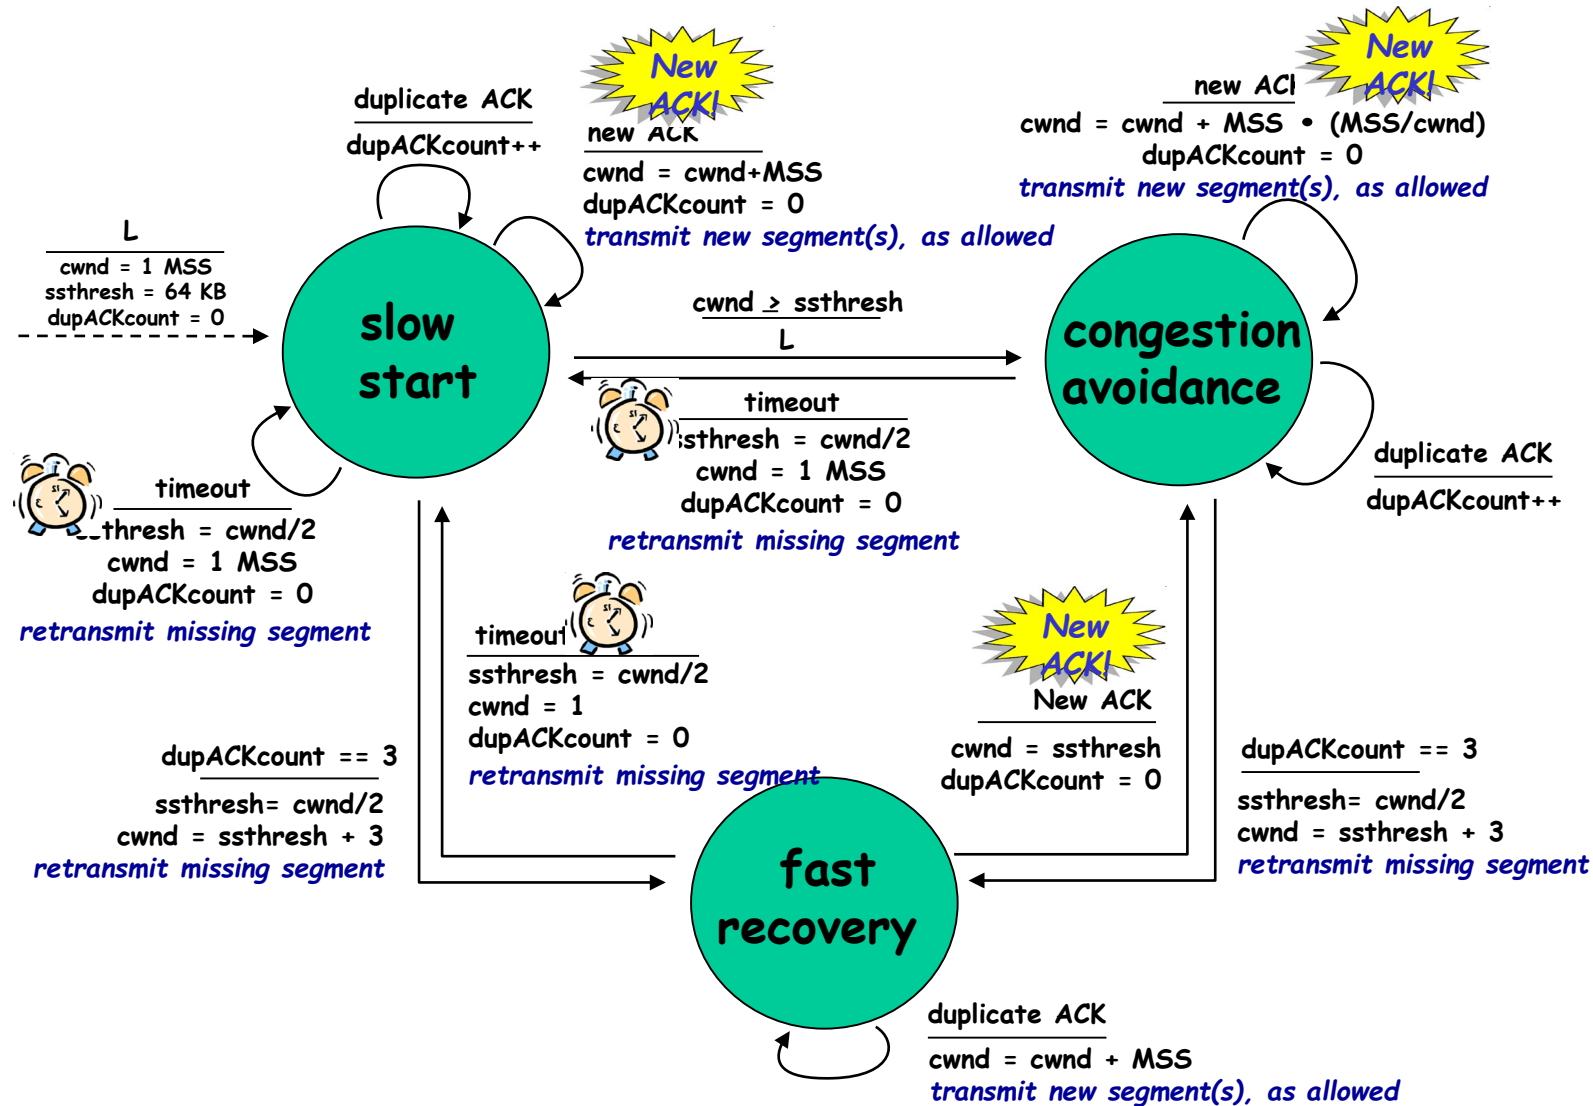 duplicate ACK
dupACKcount++
New
ACK!
new ACK
cwnd = cwnd+MSS
dupACKcount = 0
transmit new segment(s), as allowed
New
ACK!
new ACK
cwnd = cwnd + MSS • (MSS/cwnd)
dupACKcount = 0
transmit new segment(s), as allowed
L
cwnd = 1 MSS
ssthresh = 64 KB
dupACKcount = 0
slow
start
cwnd ≥ ssthresh
L
congestion
avoidance
timeout
ssthresh = cwnd/2
cwnd = 1 MSS
dupACKcount = 0
retransmit missing segment
duplicate ACK
dupACKcount++
timeout
ssthresh = cwnd/2
cwnd = 1 MSS
dupACKcount = 0
retransmit missing segment
timeout
ssthresh = cwnd/2
cwnd = 1
dupACKcount = 0
retransmit missing segment
New
ACK!
New ACK
cwnd = ssthresh
dupACKcount = 0
dupACKcount == 3
ssthresh= cwnd/2
cwnd = ssthresh + 3
retransmit missing segment
dupACKcount == 3
ssthresh= cwnd/2
cwnd = ssthresh + 3
retransmit missing segment
fast
recovery
duplicate ACK
cwnd = cwnd + MSS
transmit new segment(s), as allowed